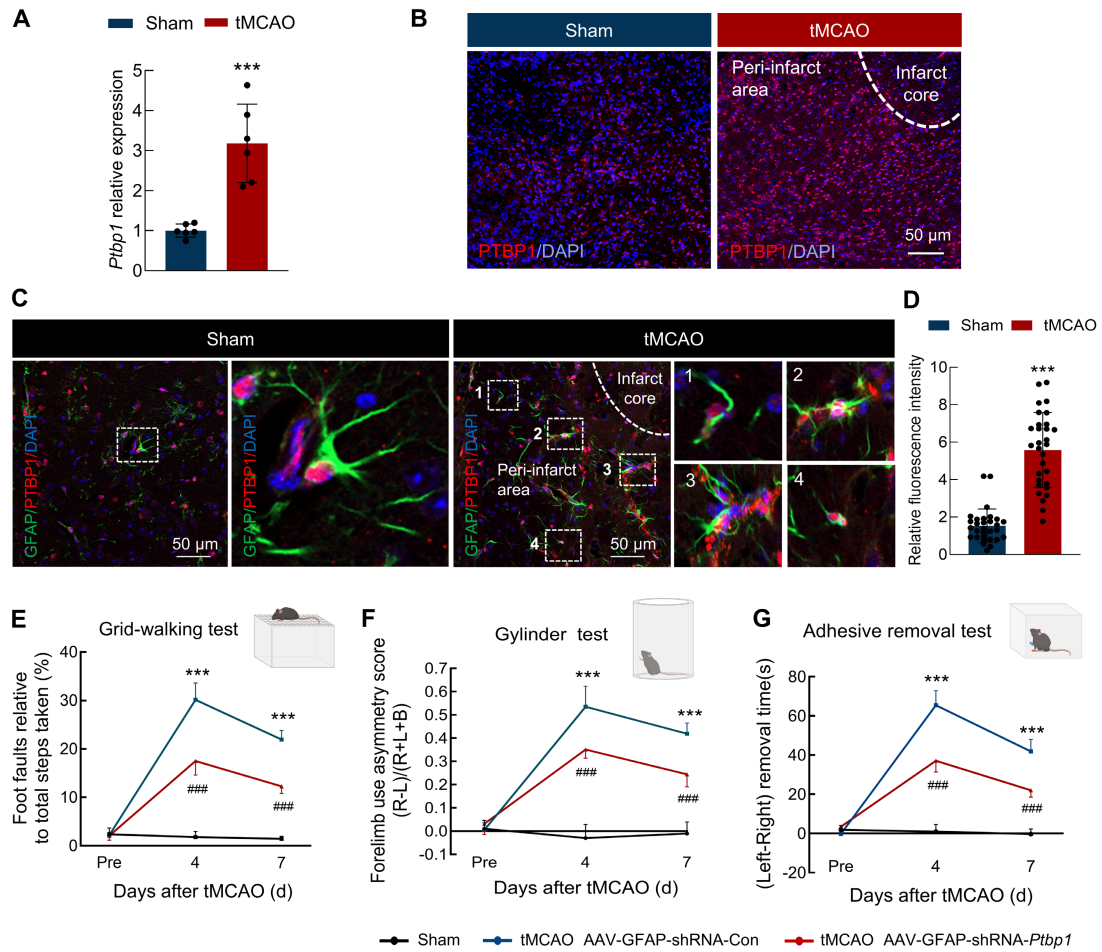 A
Sham
tMCAO
***
5
4
3
2
1
0
Ptbp1 relative expression
B
Sham
tMCAO
Peri-infarct
area
Infarct
core
PTBP1/DAPI
PTBP1/DAPI
50 µm
C
Sham
tMCAO
GFAP/PTBP1/DAPI
50 µm
GFAP/PTBP1/DAPI
GFAP/PTBP1/DAPI
1
2
3
4
Infarct
core
Peri-infarct
area
50 µm
1
2
3
4
D
Sham
tMCAO
***
10
8
6
4
2
0
Relative fluorescence intensity
E
Grid-walking test
Foot faults relative
to total steps taken (%)
40
30
20
10
0
***
***
###
###
Pre
4
7
Days after tMCAO (d)
F
Gylinder test
Forelimb use asymmetry score
(R-L)/(R+L+B)
0.7
0.6
0.5
0.4
0.3
0.2
0.1
0.0
-0.1
***
***
###
###
Pre
4
7
Days after tMCAO (d)
G
Adhesive removal test
(Left-Right) removal time(s)
80
60
40
20
0
-20
***
***
###
###
Pre
4
7
Days after tMCAO (d)
Sham
tMCAO AAV-GFAP-shRNA-Con
tMCAO AAV-GFAP-shRNA-Ptbp1